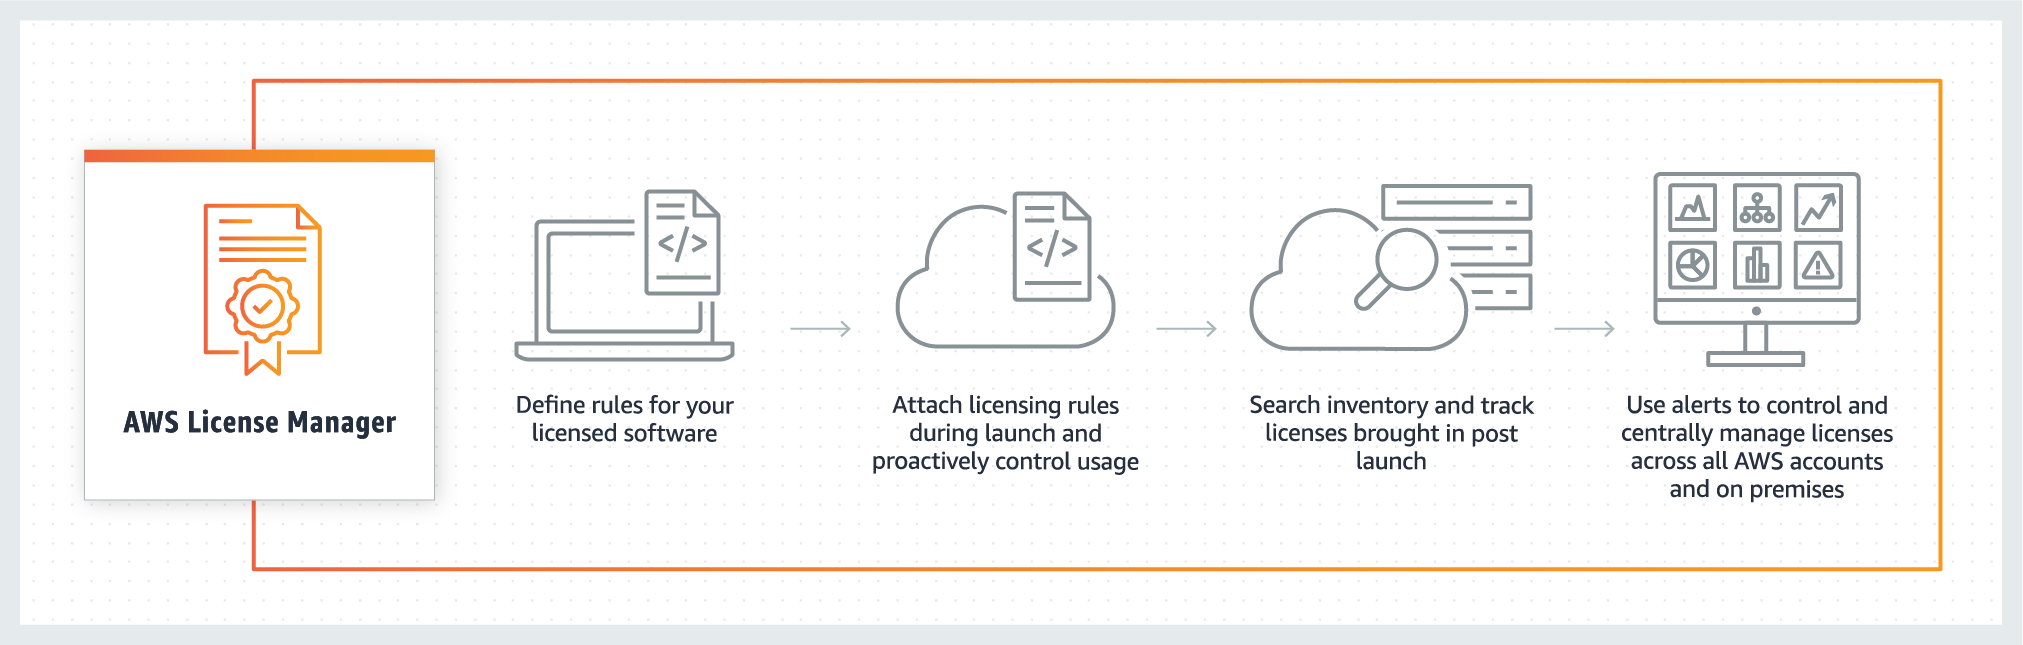 AWS License Manager
Define rules for your
licensed software
Attach licensing rules
during launch and
proactively control usage
Search inventory and track
licenses brought in post
launch
Use alerts to control and
centrally manage licenses
across all AWS accounts
and on premises